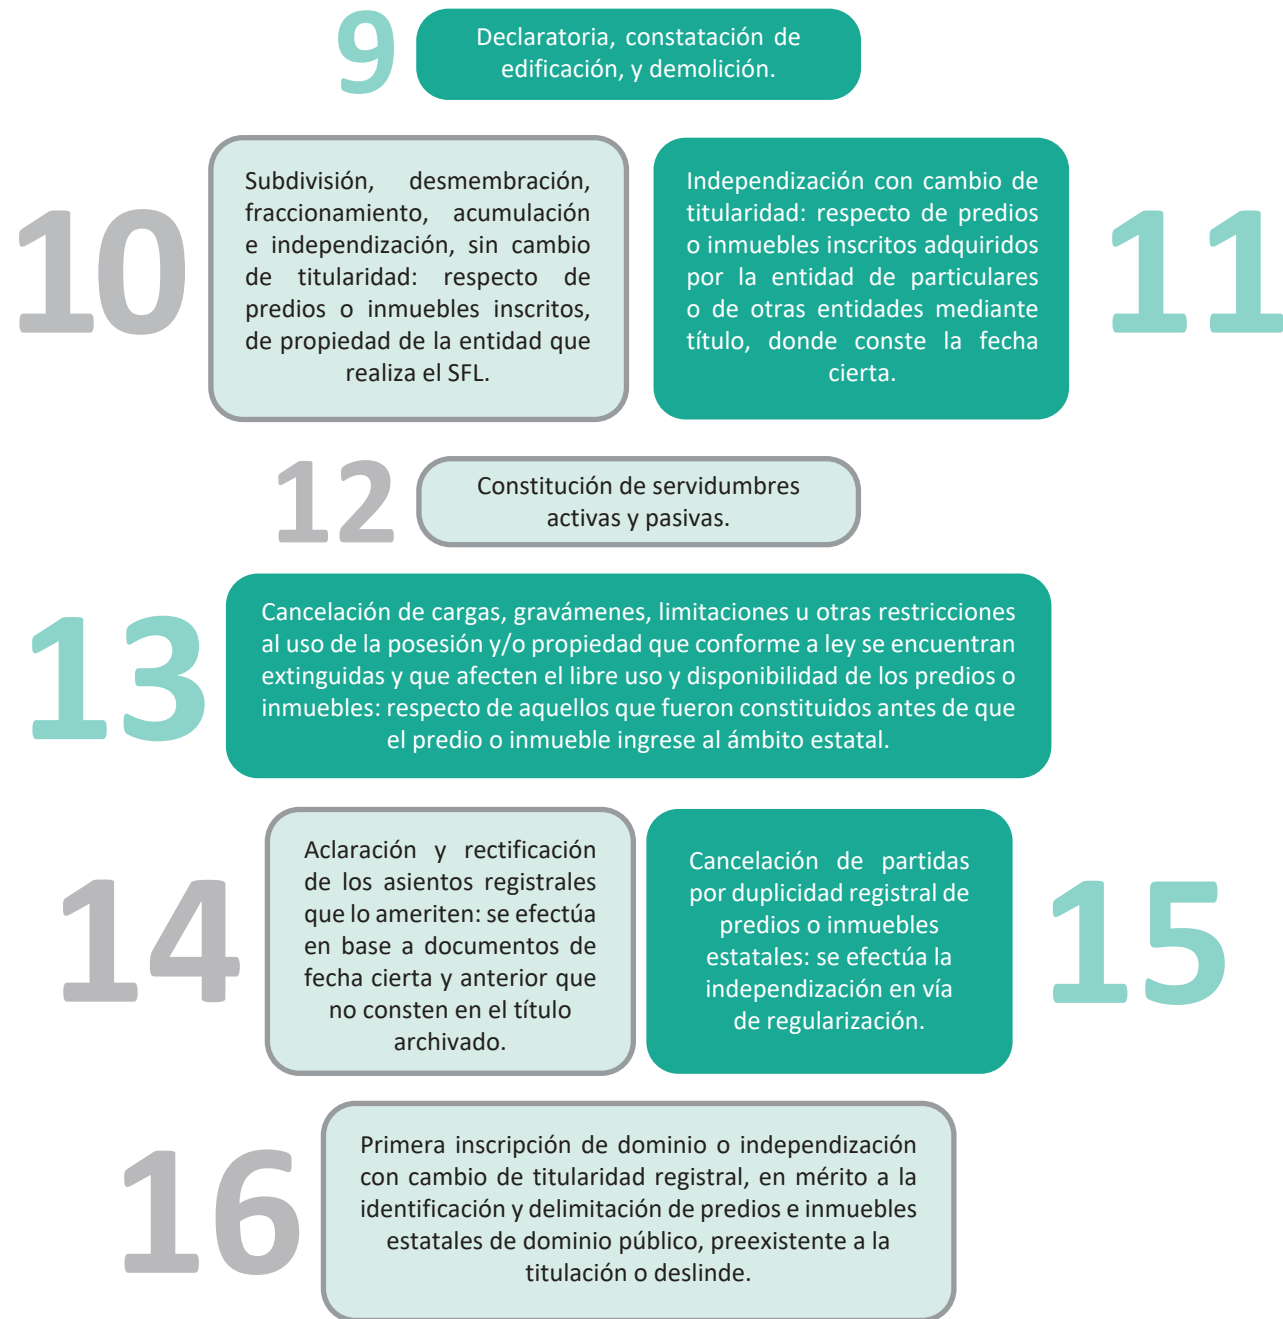 9
Declaratoria, constatación de
edificación, y demolición.
10
Subdivisión, desmembración,
fraccionamiento, acumulación
e independización, sin cambio
de titularidad: respecto de
predios o inmuebles inscritos,
de propiedad de la entidad que
realiza el SFL.
Independización con cambio de
titularidad: respecto de predios
o inmuebles inscritos adquiridos
por la entidad de particulares
o de otras entidades mediante
título, donde conste la fecha
cierta.
11
12
Constitución de servidumbres
activas y pasivas.
13
Cancelación de cargas, gravámenes, limitaciones u otras restricciones
al uso de la posesión y/o propiedad que conforme a ley se encuentran
extinguidas y que afecten el libre uso y disponibilidad de los predios o
inmuebles: respecto de aquellos que fueron constituidos antes de que
el predio o inmueble ingrese al ámbito estatal.
14
Aclaración y rectificación
de los asientos registrales
que lo ameriten: se efectúa
en base a documentos de
fecha cierta y anterior que
no consten en el título
archivado.
Cancelación de partidas
por duplicidad registral de
predios o inmuebles
estatales: se efectúa la
independización en vía
de regularización.
15
16
Primera inscripción de dominio o independización
con cambio de titularidad registral, en mérito a la
identificación y delimitación de predios e inmuebles
estatales de dominio público, preexistente a la
titulación o deslinde.